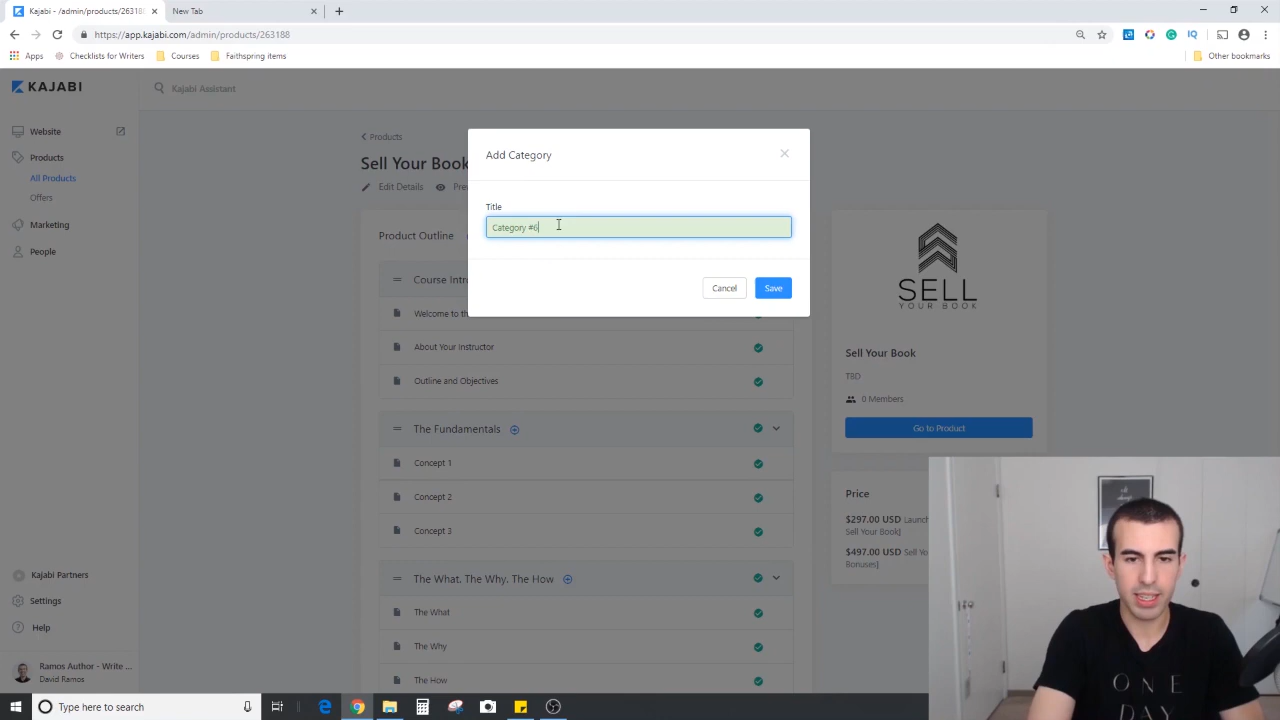 Kajabi - /admin/products/263188
New Tab
https://app.kajabi.com/admin/products/263188
Apps
Checklists for Writers
Courses
Faithspring items
Other bookmarks
KAJABI
Kajabi Assistant
Website
Products
All Products
Offers
Marketing
People
Kajabi Partners
Settings
Help
Ramos Author - Write ...
David Ramos
Products
Sell Your Book
Edit Details
Pre
Product Outline
Course Intr
Welcome to th
About Your Instructor
Outline and Objectives
The Fundamentals
Concept 1
Concept 2
Concept 3
The What. The Why. The How
The What
The Why
The How
Add Category
Title
Category #6
Cancel
Save
SELL
YOUR BOOK
Sell Your Book
TBD
0 Members
Go to Product
Price
$297.00 USD Launch
Sell Your Book]
$497.00 USD Sell Yo
Bonuses]
ONE
DAY
Type here to search